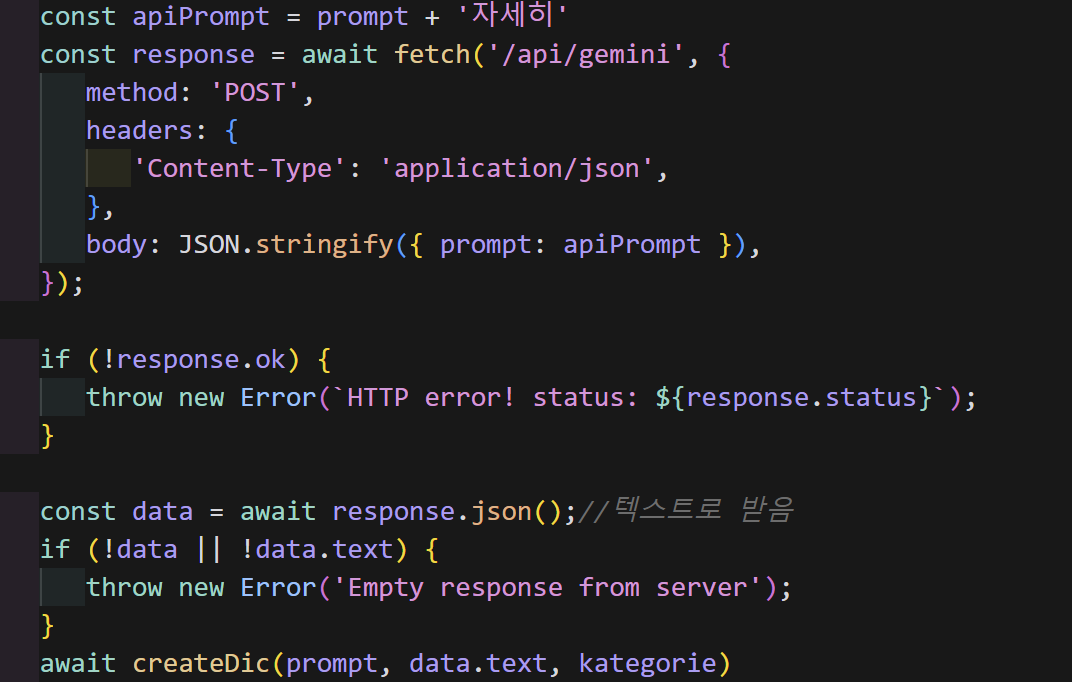 const apiPrompt = prompt + '자세히'
const response = await fetch('/api/gemini', {
method: 'POST',
headers: {
'Content-Type': 'application/json',
},
body: JSON.stringify({ prompt: apiPrompt }),
});
if (!response.ok) {
throw new Error(`HTTP error! status: ${response.status}`);
}
const data = await response.json();//텍스트로 받음
if (!data || !data.text) {
throw new Error('Empty response from server');
}
await createDic(prompt, data.text, kategorie)